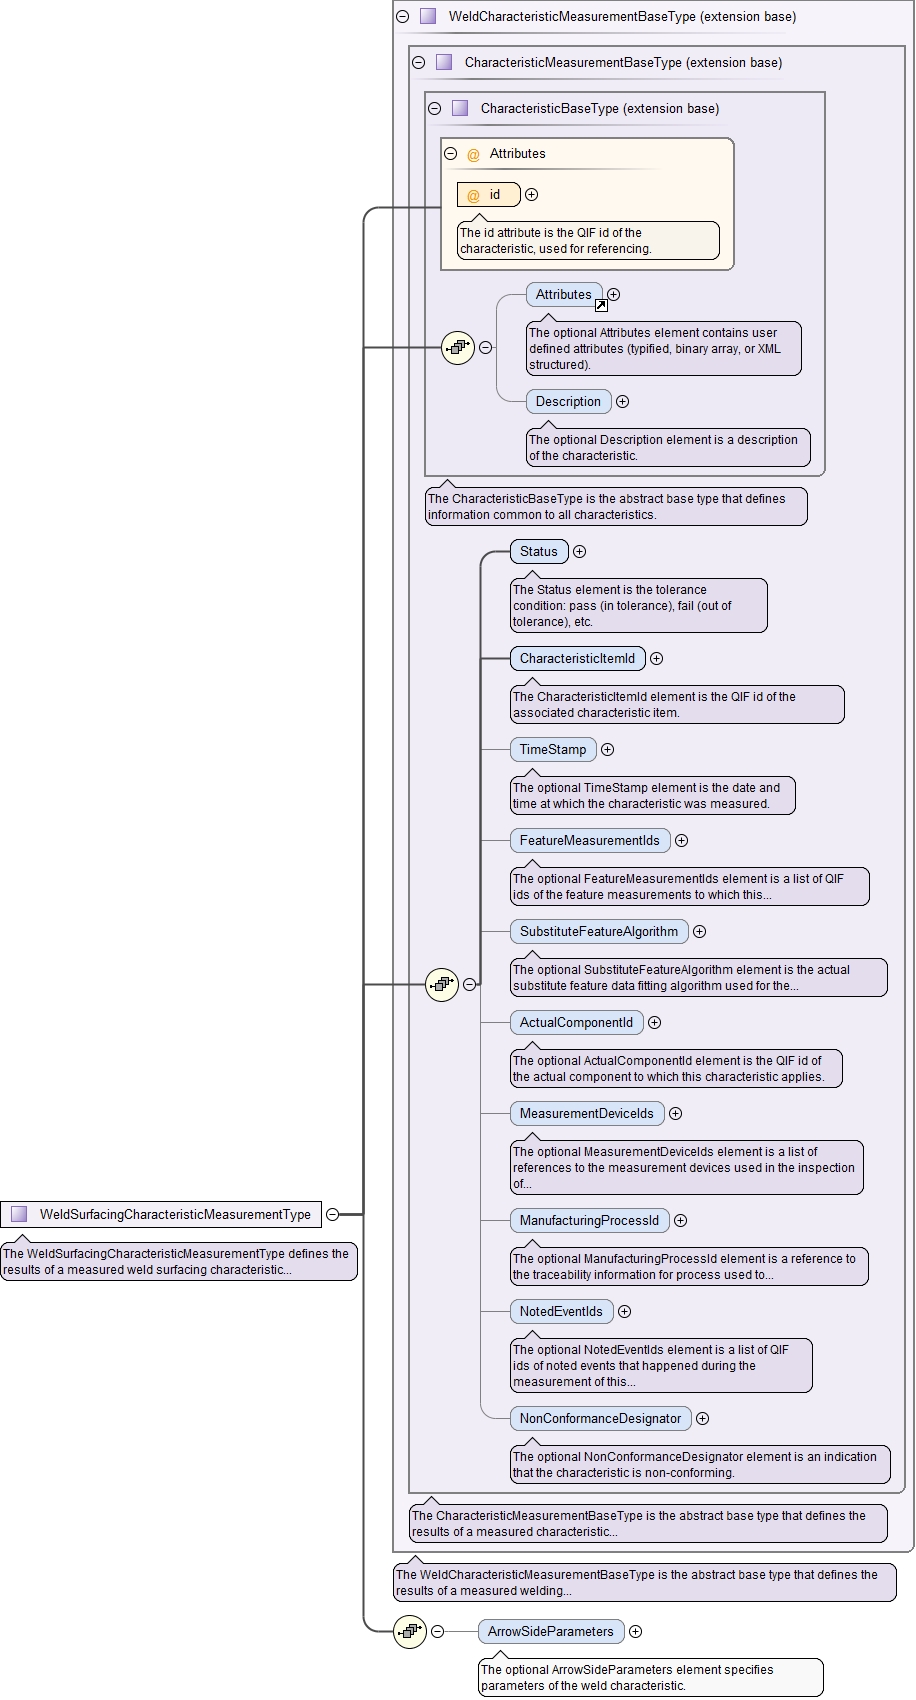 WeldCharacteristicMeasurementBaseType (extension base)
CharacteristicMeasurementBaseType (extension base)
CharacteristicBaseType (extension base)
@ Attributes
@ id
The id attribute is the QIF id of the
characteristic, used for referencing.
Attributes
The optional Attributes element contains user
defined attributes (typified, binary array, or XML
structured).
Description
The optional Description element is a description
of the characteristic.
The CharacteristicBaseType is the abstract base type that defines
information common to all characteristics.
Status
The Status element is the tolerance
condition: pass (in tolerance), fail (out of
tolerance), etc.
CharacteristicItemId
The CharacteristicItemId element is the QIF id of the
associated characteristic item.
TimeStamp
The optional TimeStamp element is the date and
time at which the characteristic was measured.
FeatureMeasurementIds
The optional FeatureMeasurementIds element is a list of QIF
ids of the feature measurements to which this...
SubstituteFeatureAlgorithm
The optional SubstituteFeatureAlgorithm element is the actual
substitute feature data fitting algorithm used for the...
ActualComponentId
The optional ActualComponentId element is the QIF id of
the actual component to which this characteristic applies.
MeasurementDeviceIds
The optional MeasurementDeviceIds element is a list of
references to the measurement devices used in the inspection
of...
WeldSurfacingCharacteristicMeasurementType
The WeldSurfacingCharacteristicMeasurementType defines the
results of a measured weld surfacing characteristic...
ManufacturingProcessId
The optional ManufacturingProcessId element is a reference to
the traceability information for process used to...
NotedEventIds
The optional NotedEventIds element is a list of QIF
ids of noted events that happened during the
measurement of this...
NonConformanceDesignator
The optional NonConformanceDesignator element is an indication
that the characteristic is non-conforming.
The CharacteristicMeasurementBaseType is the abstract base type that defines the
results of a measured characteristic...
The WeldCharacteristicMeasurementBaseType is the abstract base type that defines the
results of a measured welding...
ArrowSideParameters
The optional ArrowSideParameters element specifies
parameters of the weld characteristic.